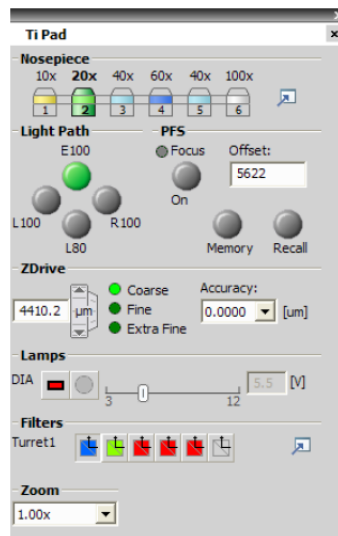 Ti Pad
Nosepiece
10x 20x 40x 60x 40x 100x
1 2 3 4 5 6
Light Path
PFS
E100
Focus
Offset:
5622
On
L100
R100
L80
Memory
Recall
ZDrive
Coarse
Accuracy:
4410.2
µm
Fine
0.0000
[um]
Extra Fine
Lamps
DIA
5.5
[V]
3
12
Filters
Turret1
Zoom
1.00x